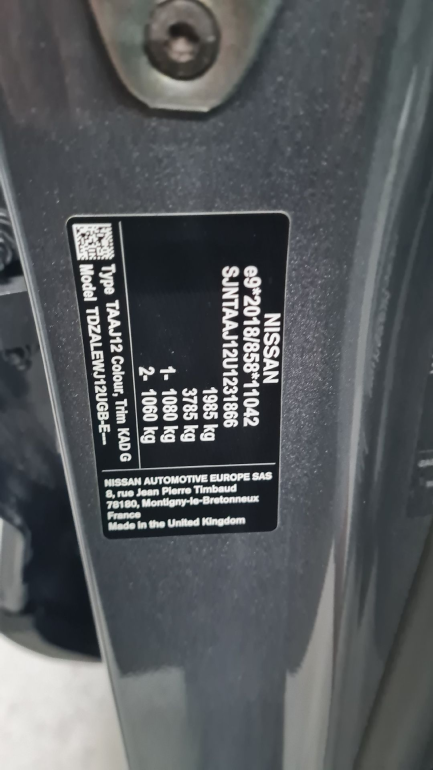 NISSAN
e9*2018/858*11042
SJNTAAJ12U1231866
1985 kg
3785 kg
1- 1080 kg
2- 1060 kg
Type TAAJ12 Colour, Trim KAD G
Model TDZALEWJ12UGB-E---
NISSAN AUTOMOTIVE EUROPE SAS
8, rue Jean Pierre Timbaud
78180, Montigny-le-Bretonneux
France
Made in the United Kingdom